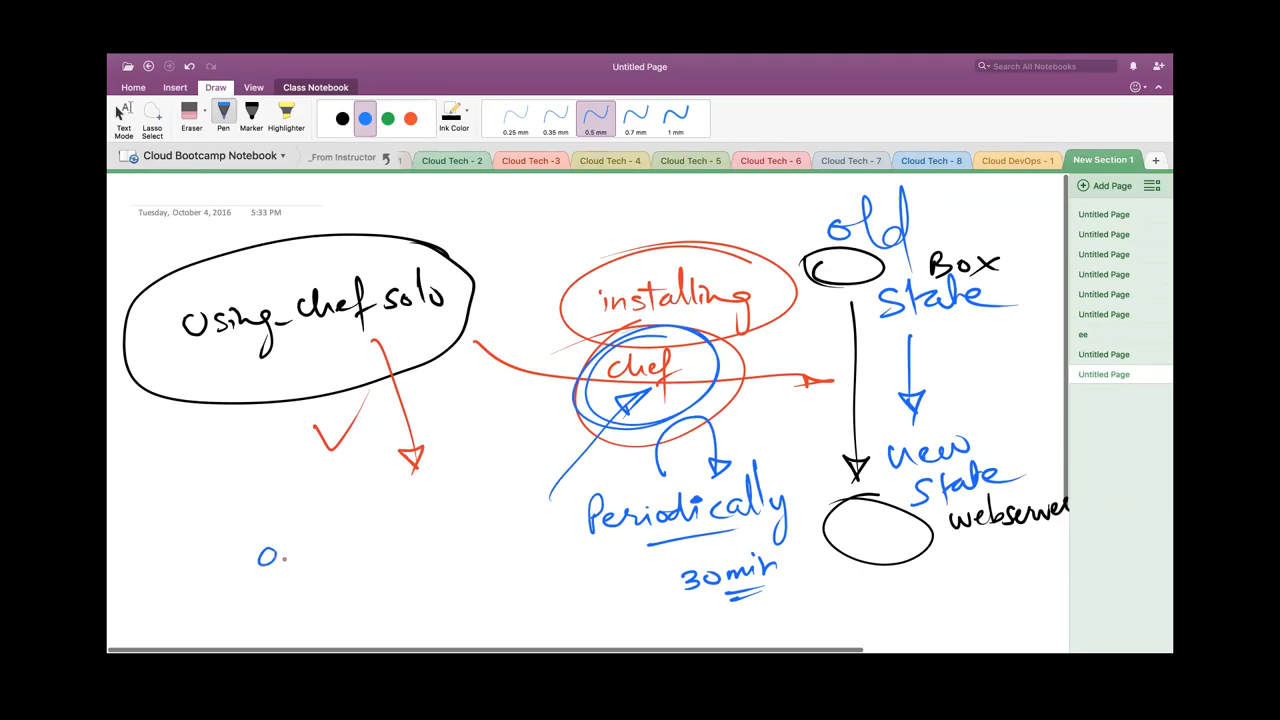 Untitled Page
Search All Notebooks
Home Insert Draw View Class Notebook
Text Mode
Lasso Select
Eraser
Pen
Marker
Highlighter
Ink Color
0.25 mm 0.35 mm 0.5 mm 0.7 mm 1 mm
Cloud Bootcamp Notebook
_From Instructor
1
Cloud Tech - 2
Cloud Tech -3
Cloud Tech - 4
Cloud Tech - 5
Cloud Tech - 6
Cloud Tech - 7
Cloud Tech - 8
Cloud DevOps - 1
New Section 1
Add Page
Untitled Page
Untitled Page
Untitled Page
Untitled Page
Untitled Page
Untitled Page
ee
Untitled Page
Untitled Page
Tuesday, October 4, 2016 5:33 PM
Using-chef solo
installing
chef
Periodically
30min
old
State
BOX
new
State
webserver
0